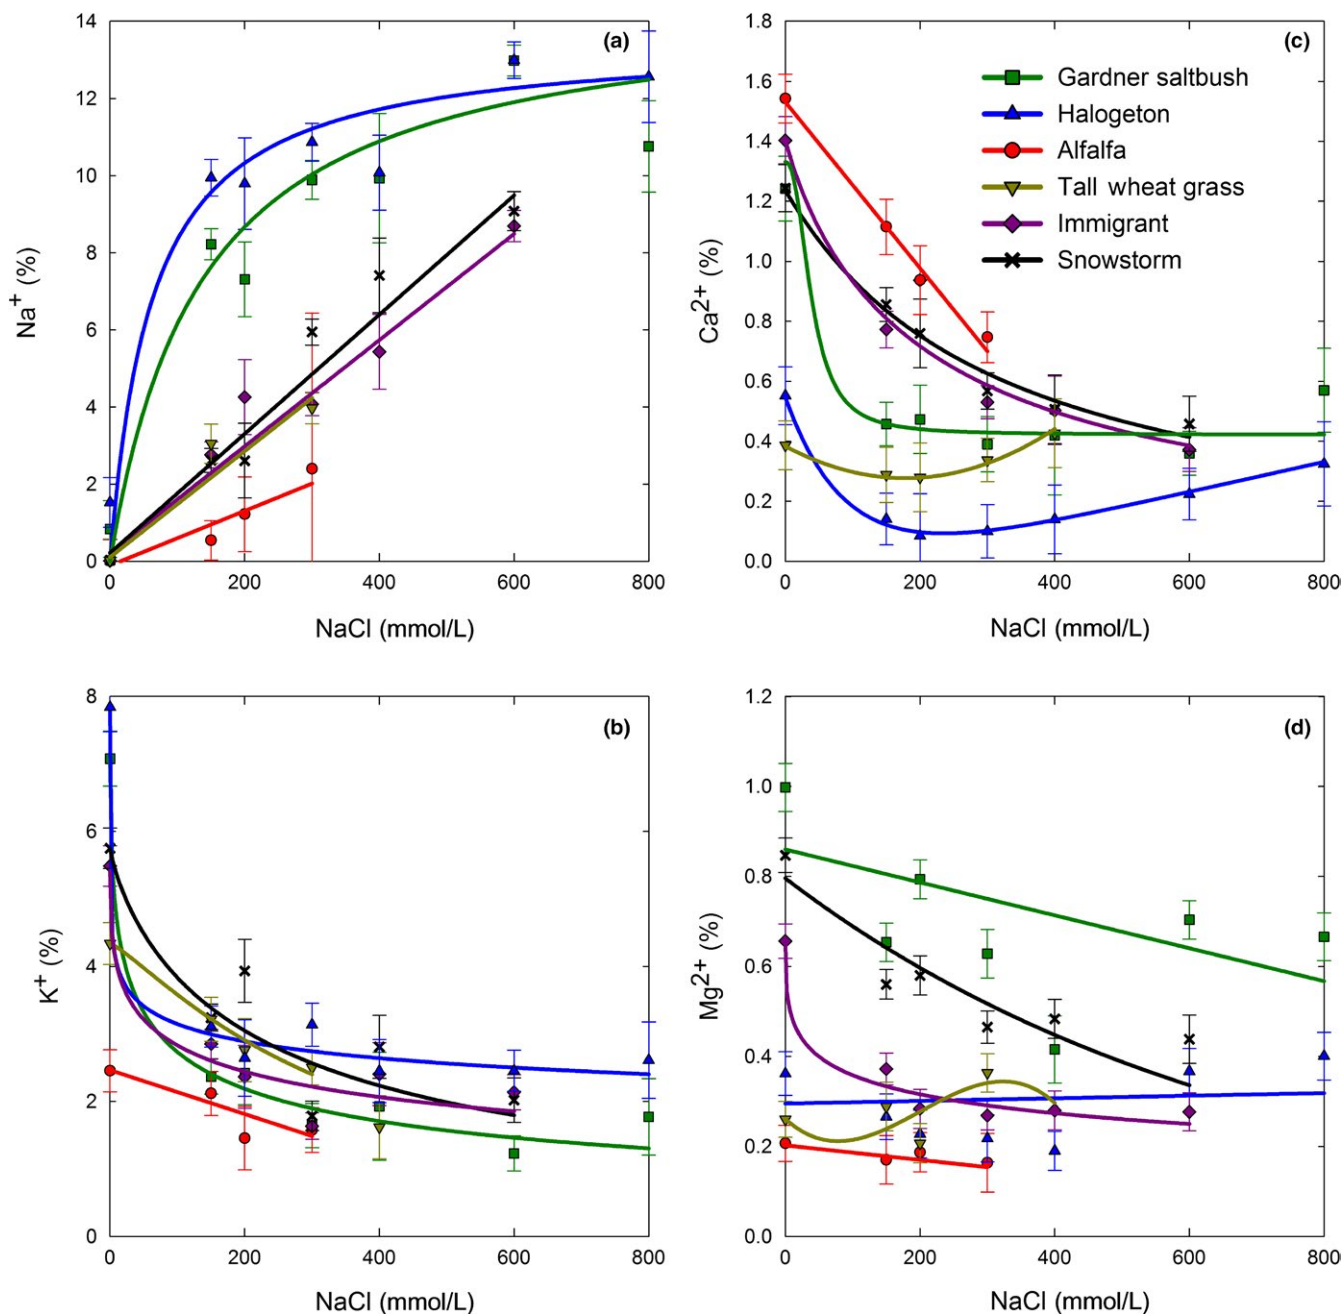 (a)
14
12
10
8
6
4
2
0
Na+ (%)
0 200 400 600 800
NaCl (mmol/L)
(c)
1.8
1.6
1.4
1.2
1.0
0.8
0.6
0.4
0.2
0.0
Ca2+ (%)
Gardner saltbush
Halogeton
Alfalfa
Tall wheat grass
Immigrant
Snowstorm
0 200 400 600 800
NaCl (mmol/L)
(b)
8
6
4
2
0
K+ (%)
0 200 400 600 800
NaCl (mmol/L)
(d)
1.2
1.0
0.8
0.6
0.4
0.2
0.0
Mg2+ (%)
0 200 400 600 800
NaCl (mmol/L)